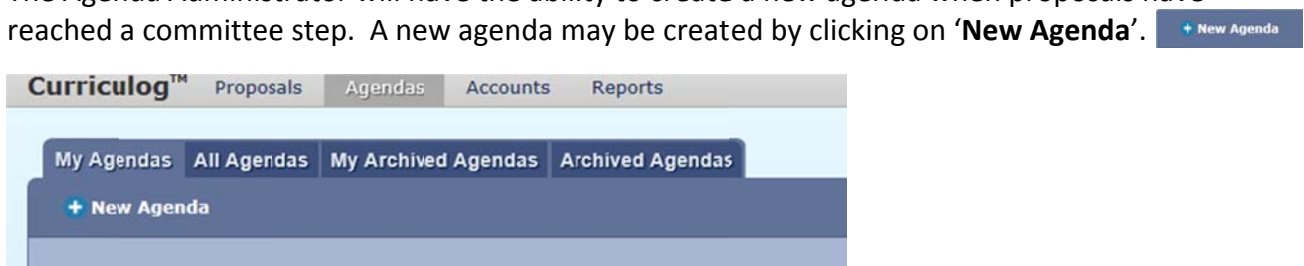 The Agenda Administrator will have the ability to create a new agenda when proposals have
reached a committee step. A new agenda may be created by clicking on ‘New Agenda’. + New Agenda
Curriculog™ Proposals Agendas Accounts Reports
My Agendas All Agendas My Archived Agendas Archived Agendas
+ New Agenda